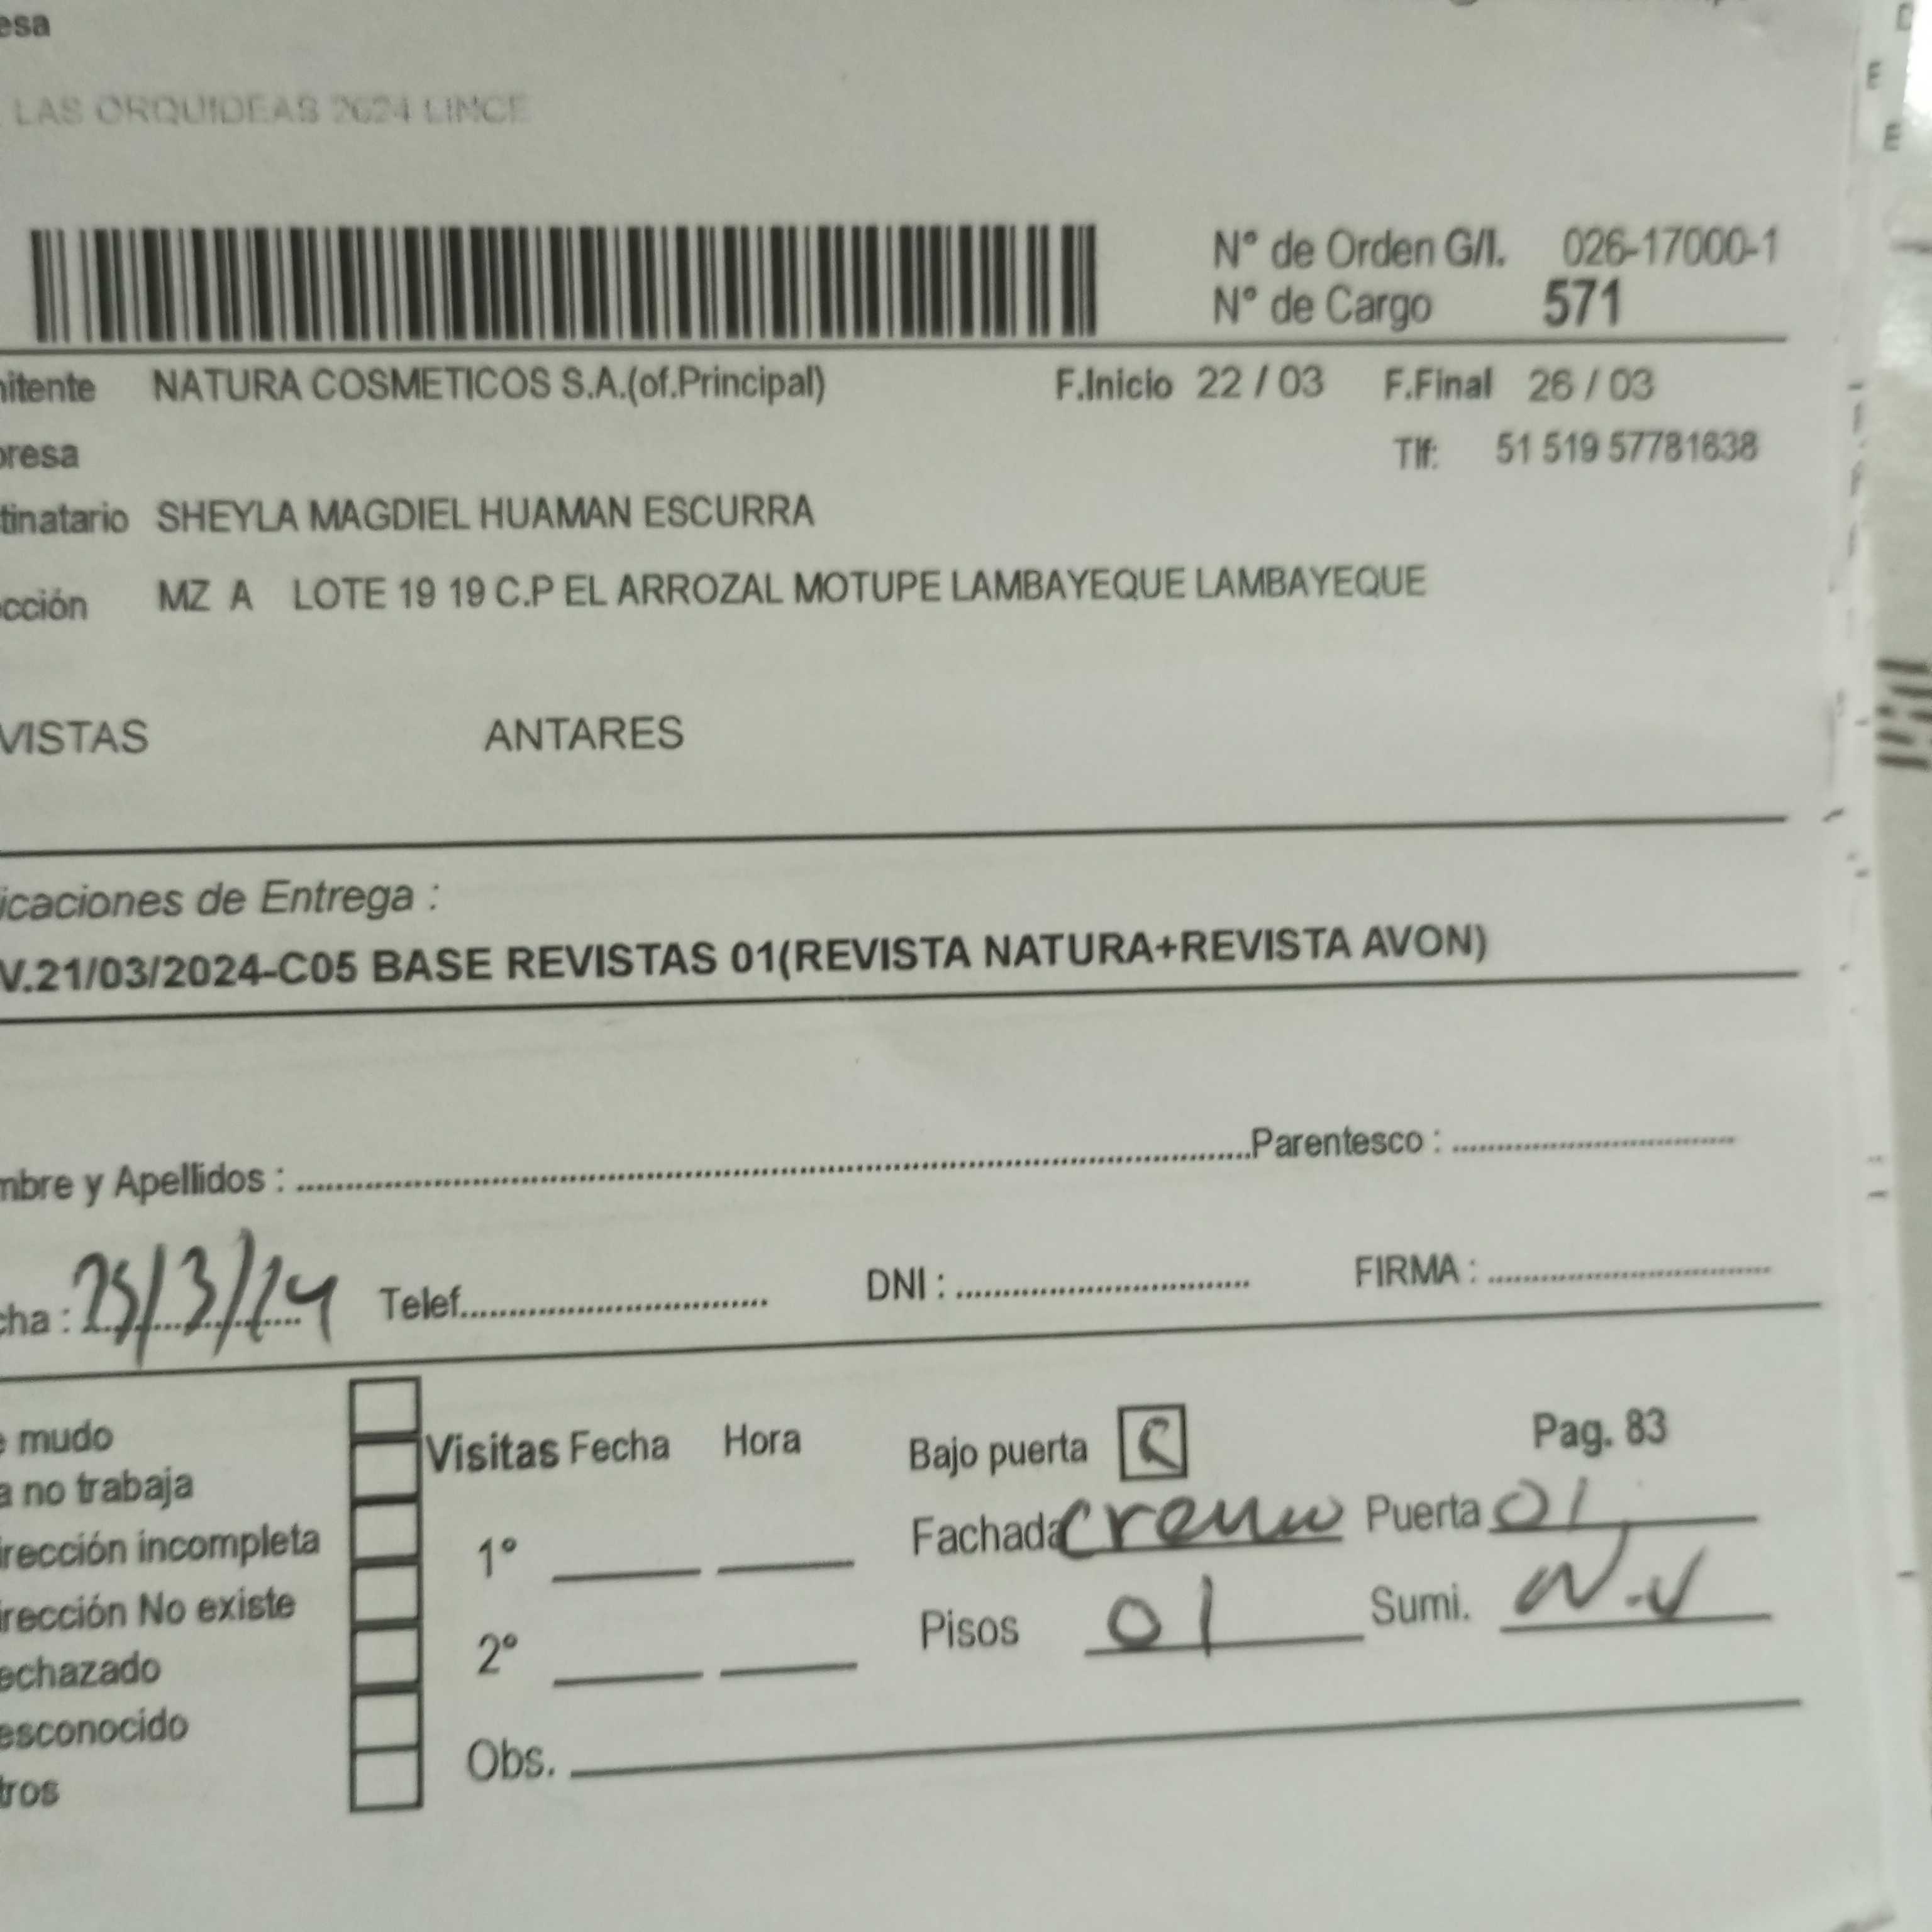 esa
LAS ORQUIDEAS 2624 LINCE
N° de Orden G/I. 026-17000-1
N° de Cargo 571
itente NATURA COSMETICOS S.A.(of.Principal) F.Inicio 22 / 03 F.Final 26 / 03
presa Tlf: 51 519 57781638
tinatario SHEYLA MAGDIEL HUAMAN ESCURRA
cción MZ A LOTE 19 19 C.P EL ARROZAL MOTUPE LAMBAYEQUE LAMBAYEQUE
VISTAS ANTARES
icaciones de Entrega :
V.21/03/2024-C05 BASE REVISTAS 01(REVISTA NATURA+REVISTA AVON)
mbre y Apellidos : Parentesco :
cha : 25/3/24 Telef. DNI : FIRMA :
e mudo
a no trabaja
irección incompleta
irección No existe
echazado
esconocido
tros
Visitas Fecha Hora
1°
2°
Obs.
Bajo puerta Pag. 83
Fachada Crema Puerta 01
Pisos 01 Sumi. N.V